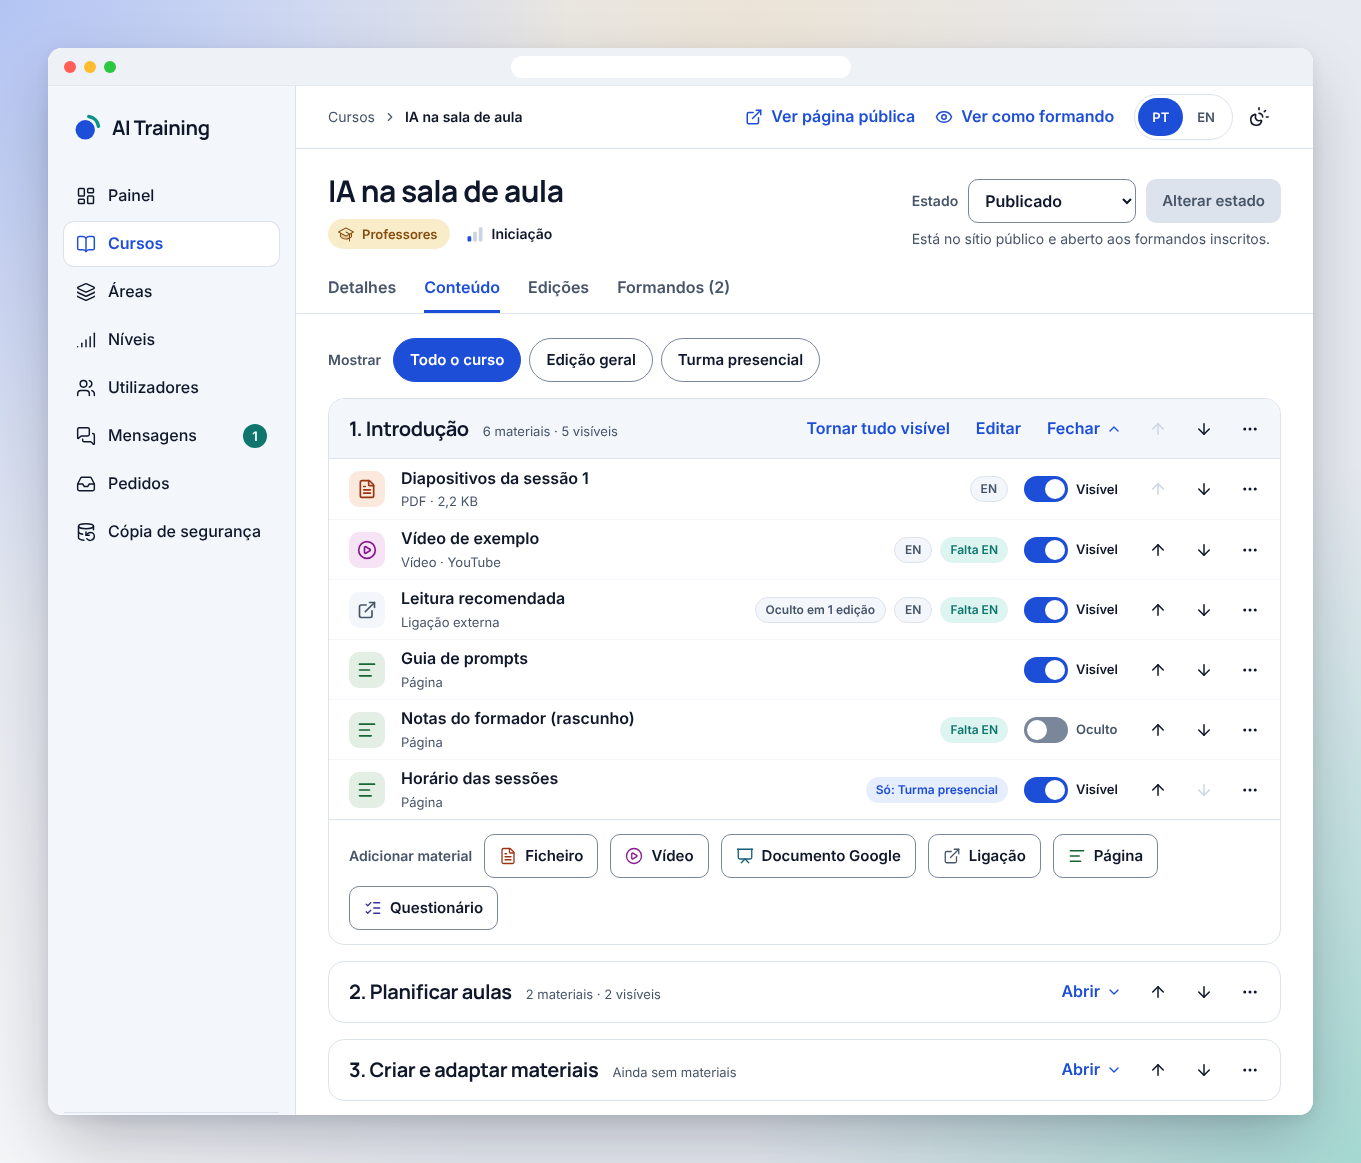 AI Training
Painel
Cursos
Áreas
Níveis
Utilizadores
Mensagens 1
Pedidos
Cópia de segurança
Cursos > IA na sala de aula
Ver página pública
Ver como formando
PT EN
IA na sala de aula
Professores
Iniciação
Estado Publicado Alterar estado
Está no sítio público e aberto aos formandos inscritos.
Detalhes Conteúdo Edições Formandos (2)
Mostrar Todo o curso Edição geral Turma presencial
1. Introdução 6 materiais · 5 visíveis Tornar tudo visível Editar Fechar
Diapositivos da sessão 1
PDF · 2,2 KB
EN Visível
Vídeo de exemplo
Vídeo · YouTube
EN Falta EN Visível
Leitura recomendada
Ligação externa
Oculto em 1 edição EN Falta EN Visível
Guia de prompts
Página
Visível
Notas do formador (rascunho)
Página
Falta EN Oculto
Horário das sessões
Página
Só: Turma presencial Visível
Adicionar material Ficheiro Vídeo Documento Google Ligação Página
Questionário
2. Planificar aulas 2 materiais · 2 visíveis Abrir
3. Criar e adaptar materiais Ainda sem materiais Abrir